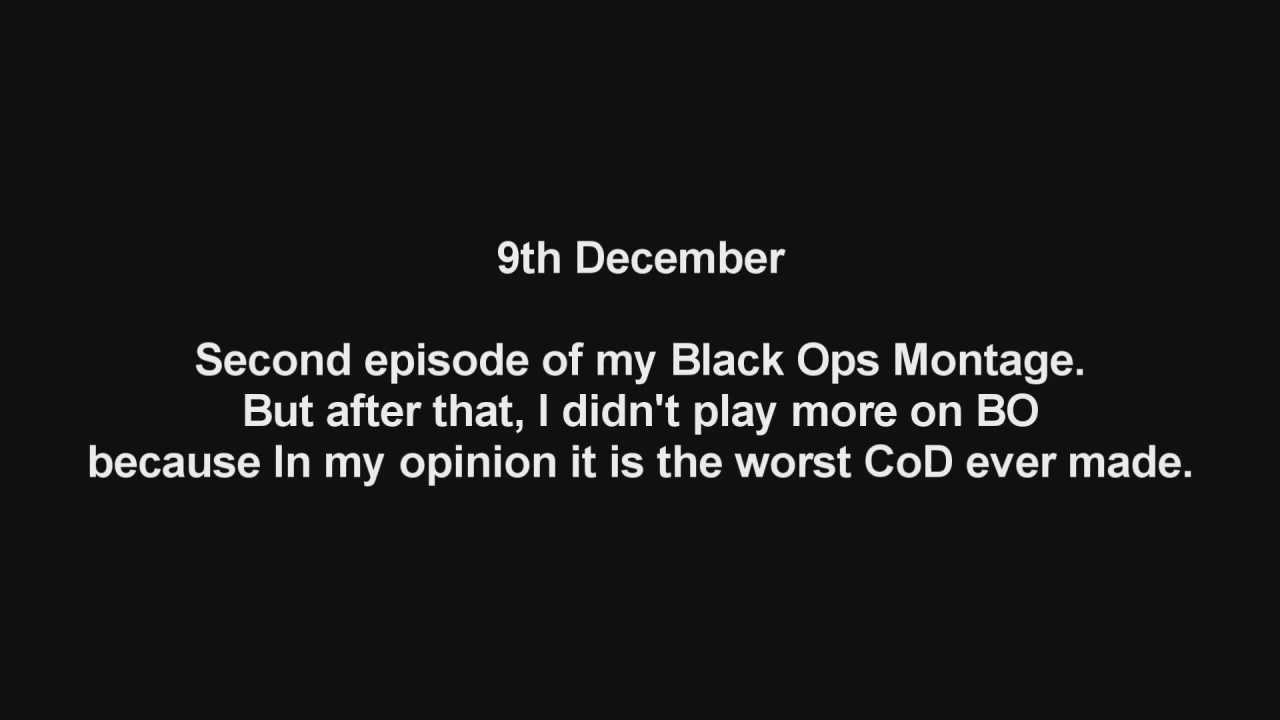 9th December
Second episode of my Black Ops Montage.
But after that, I didn't play more on BO
because In my opinion it is the worst CoD ever made.